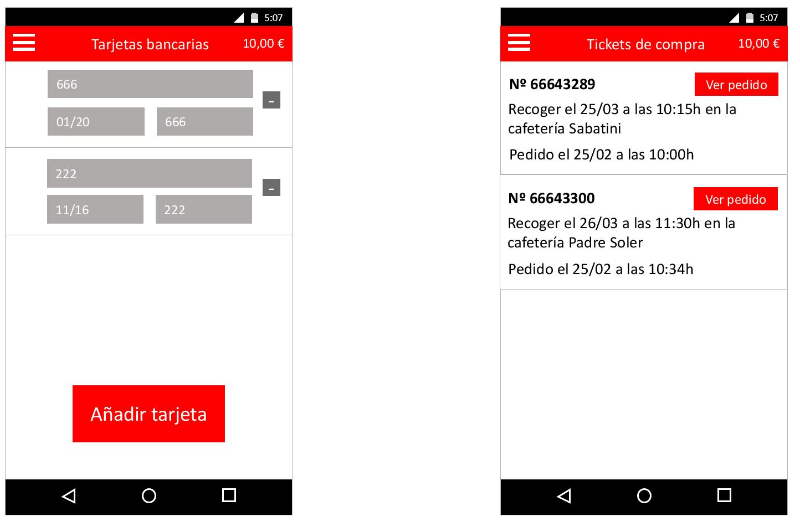 5:07
Tarjetas bancarias 10,00 €
666
01/20 666
-
222
11/16 222
-
Añadir tarjeta
5:07
Tickets de compra 10,00 €
Nº 66643289 Ver pedido
Recoger el 25/03 a las 10:15h en la
cafetería Sabatini
Pedido el 25/02 a las 10:00h
Nº 66643300 Ver pedido
Recoger el 26/03 a las 11:30h en la
cafetería Padre Soler
Pedido el 25/02 a las 10:34h